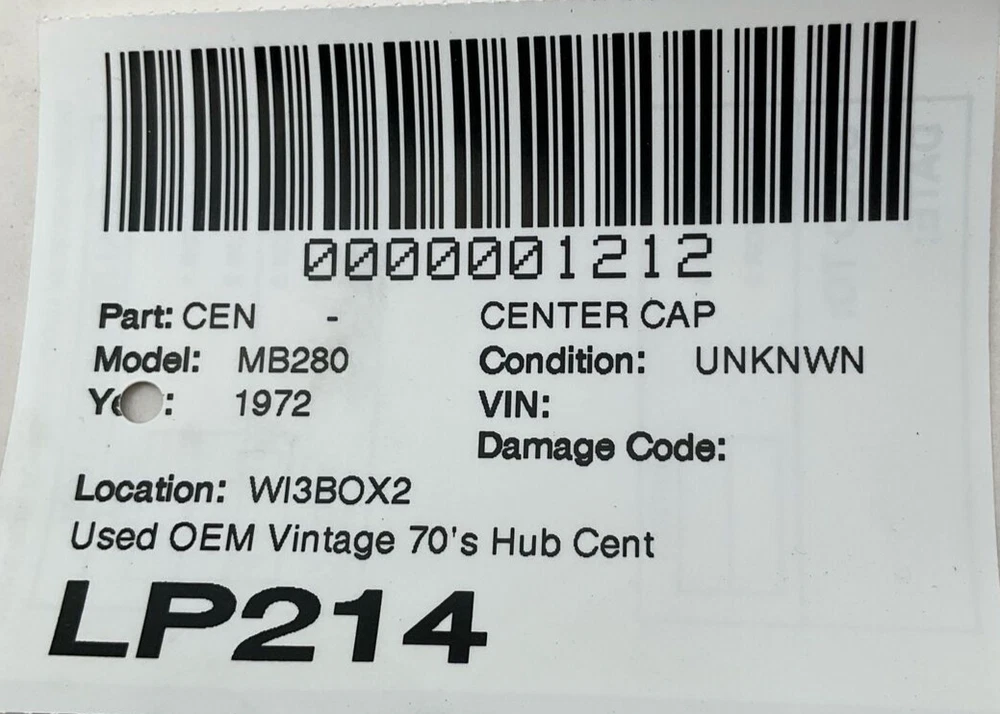 0000001212
Part: CEN - CENTER CAP
Model: MB280 Condition: UNKNWN
1972 VIN:
Damage Code:
Location: WI3BOX2
Used OEM Vintage 70's Hub Cent
LP214